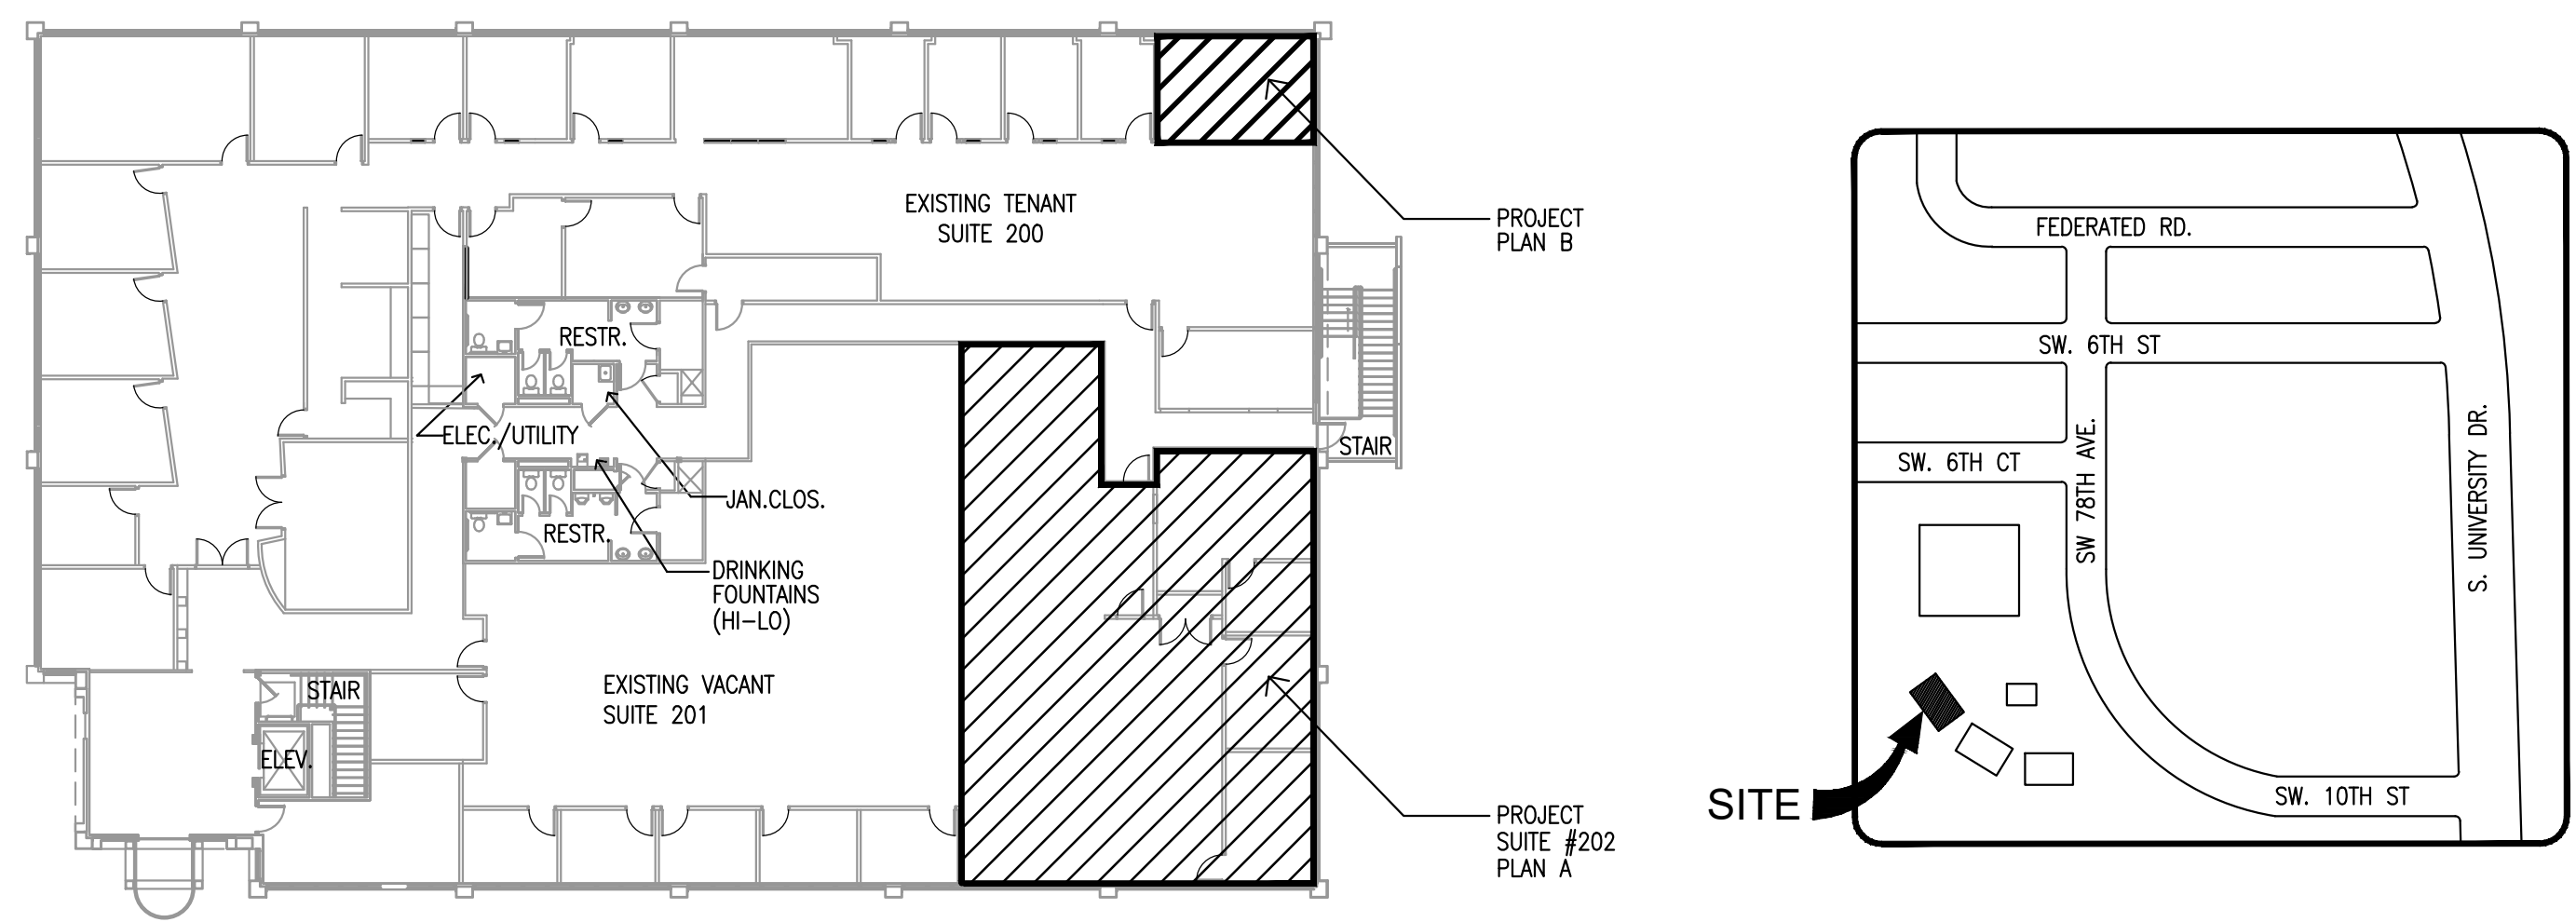 EXISTING TENANT
SUITE 200
PROJECT
PLAN B
RESTR.
ELEC./UTILITY
STAIR
JAN.CLOS.
RESTR.
DRINKING
FOUNTAINS
(HI-LO)
STAIR
EXISTING VACANT
SUITE 201
ELEV.
PROJECT
SUITE #202
PLAN A
FEDERATED RD.
SW. 6TH ST
SW. 6TH CT
SW 78TH AVE.
S. UNIVERSITY DR.
SW. 10TH ST
SITE